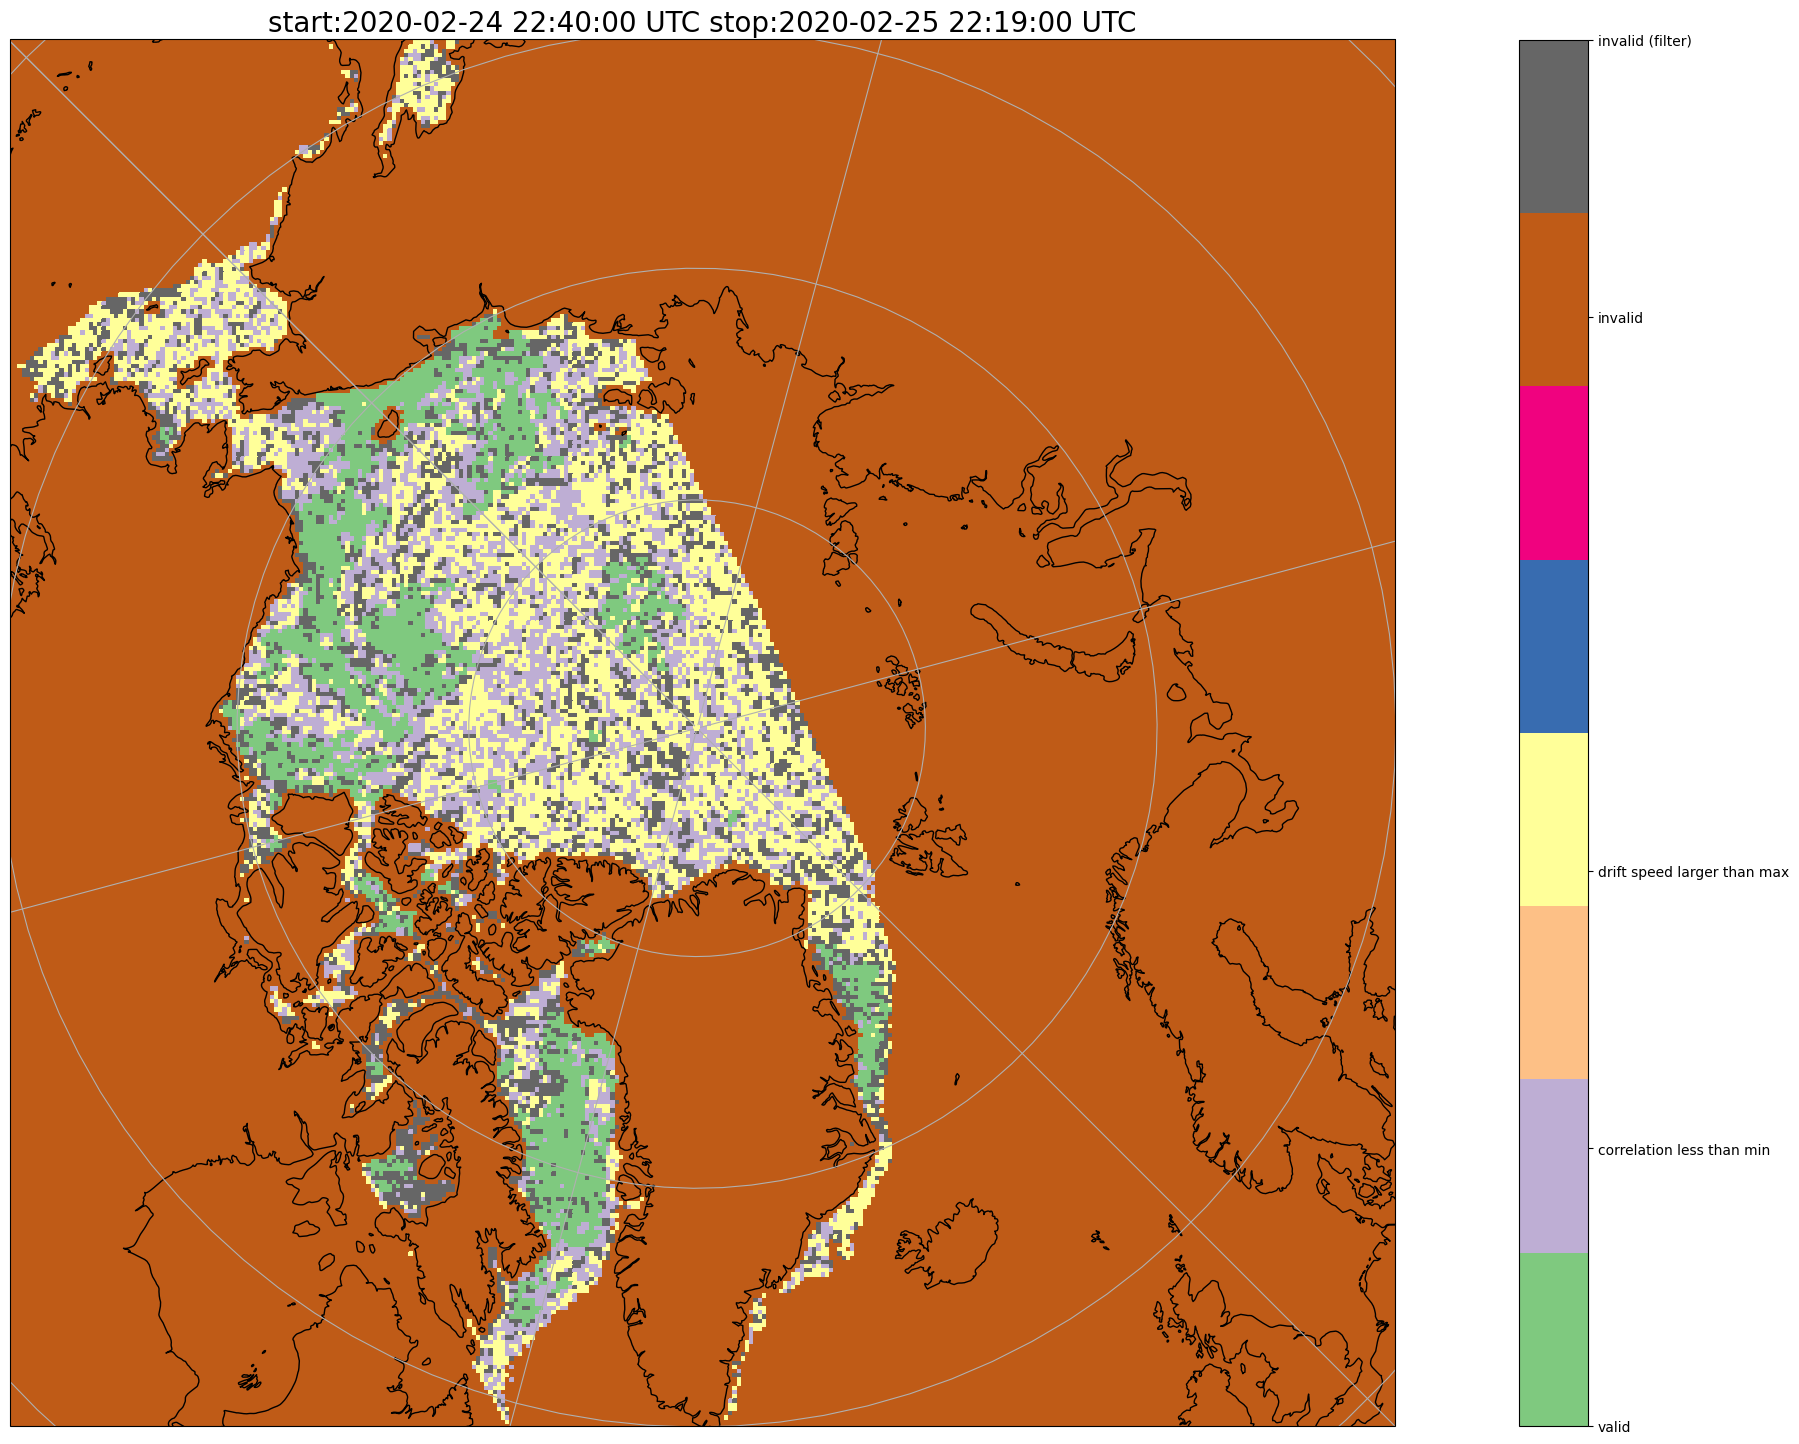 start:2020-02-24 22:40:00 UTC stop:2020-02-25 22:19:00 UTC
invalid (filter)
invalid
drift speed larger than max
correlation less than min
valid